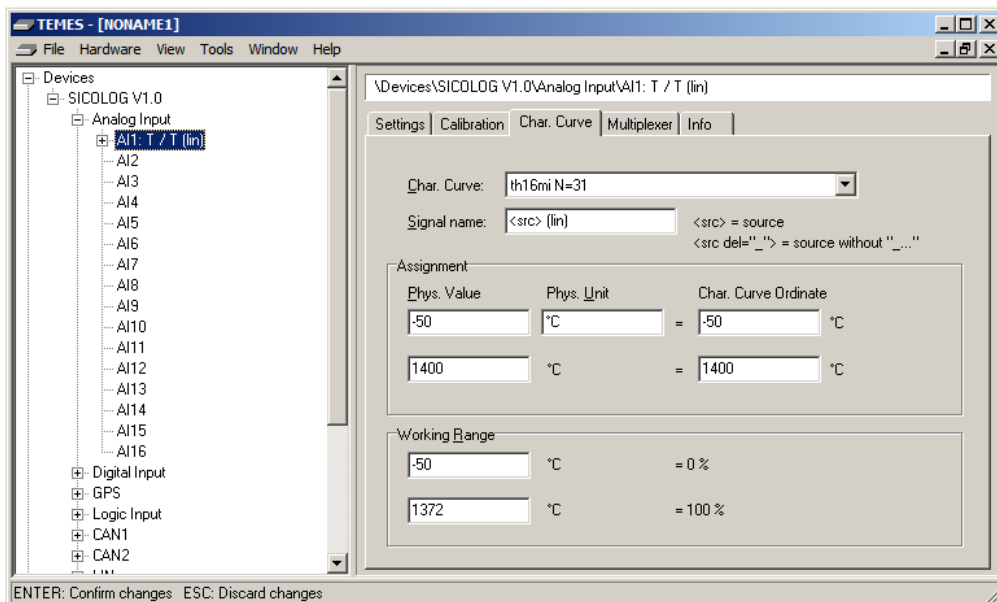 TEMES - [NONAME1]
File Hardware View Tools Window Help
Devices
SICOLOG V1.0
Analog Input
AI1: T / T (lin)
AI2
AI3
AI4
AI5
AI6
AI7
AI8
AI9
AI10
AI11
AI12
AI13
AI14
AI15
AI16
Digital Input
GPS
Logic Input
CAN1
CAN2
\Devices\SICOLOG V1.0\Analog Input\AI1: T / T (lin)
Settings Calibration Char. Curve Multiplexer Info
Char. Curve: th16mi N=31
Signal name: <src> (lin) <src> = source
<src del="_"> = source without "_..."
Assignment
Phys. Value Phys. Unit Char. Curve Ordinate
-50 °C = -50 °C
1400 °C = 1400 °C
Working Range
-50 °C = 0 %
1372 °C = 100 %
ENTER: Confirm changes ESC: Discard changes